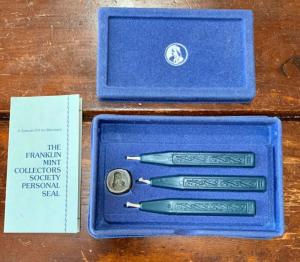 THE
FRANKLIN
MINT
COLLECTORS
SOCIETY
PERSONAL
SEAL